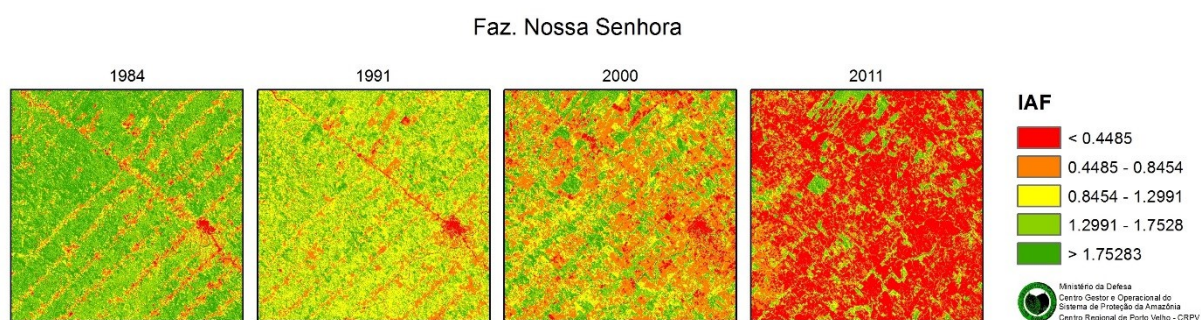 Faz. Nossa Senhora
1984
1991
2000
2011
IAF
< 0.4485
0.4485 - 0.8454
0.8454 - 1.2991
1.2991 - 1.7528
> 1.75283
Ministério da Defesa
Centro Gestor e Operacional do
Sistema de Proteção da Amazônia
Centro Regional de Porto Velho - CRPV